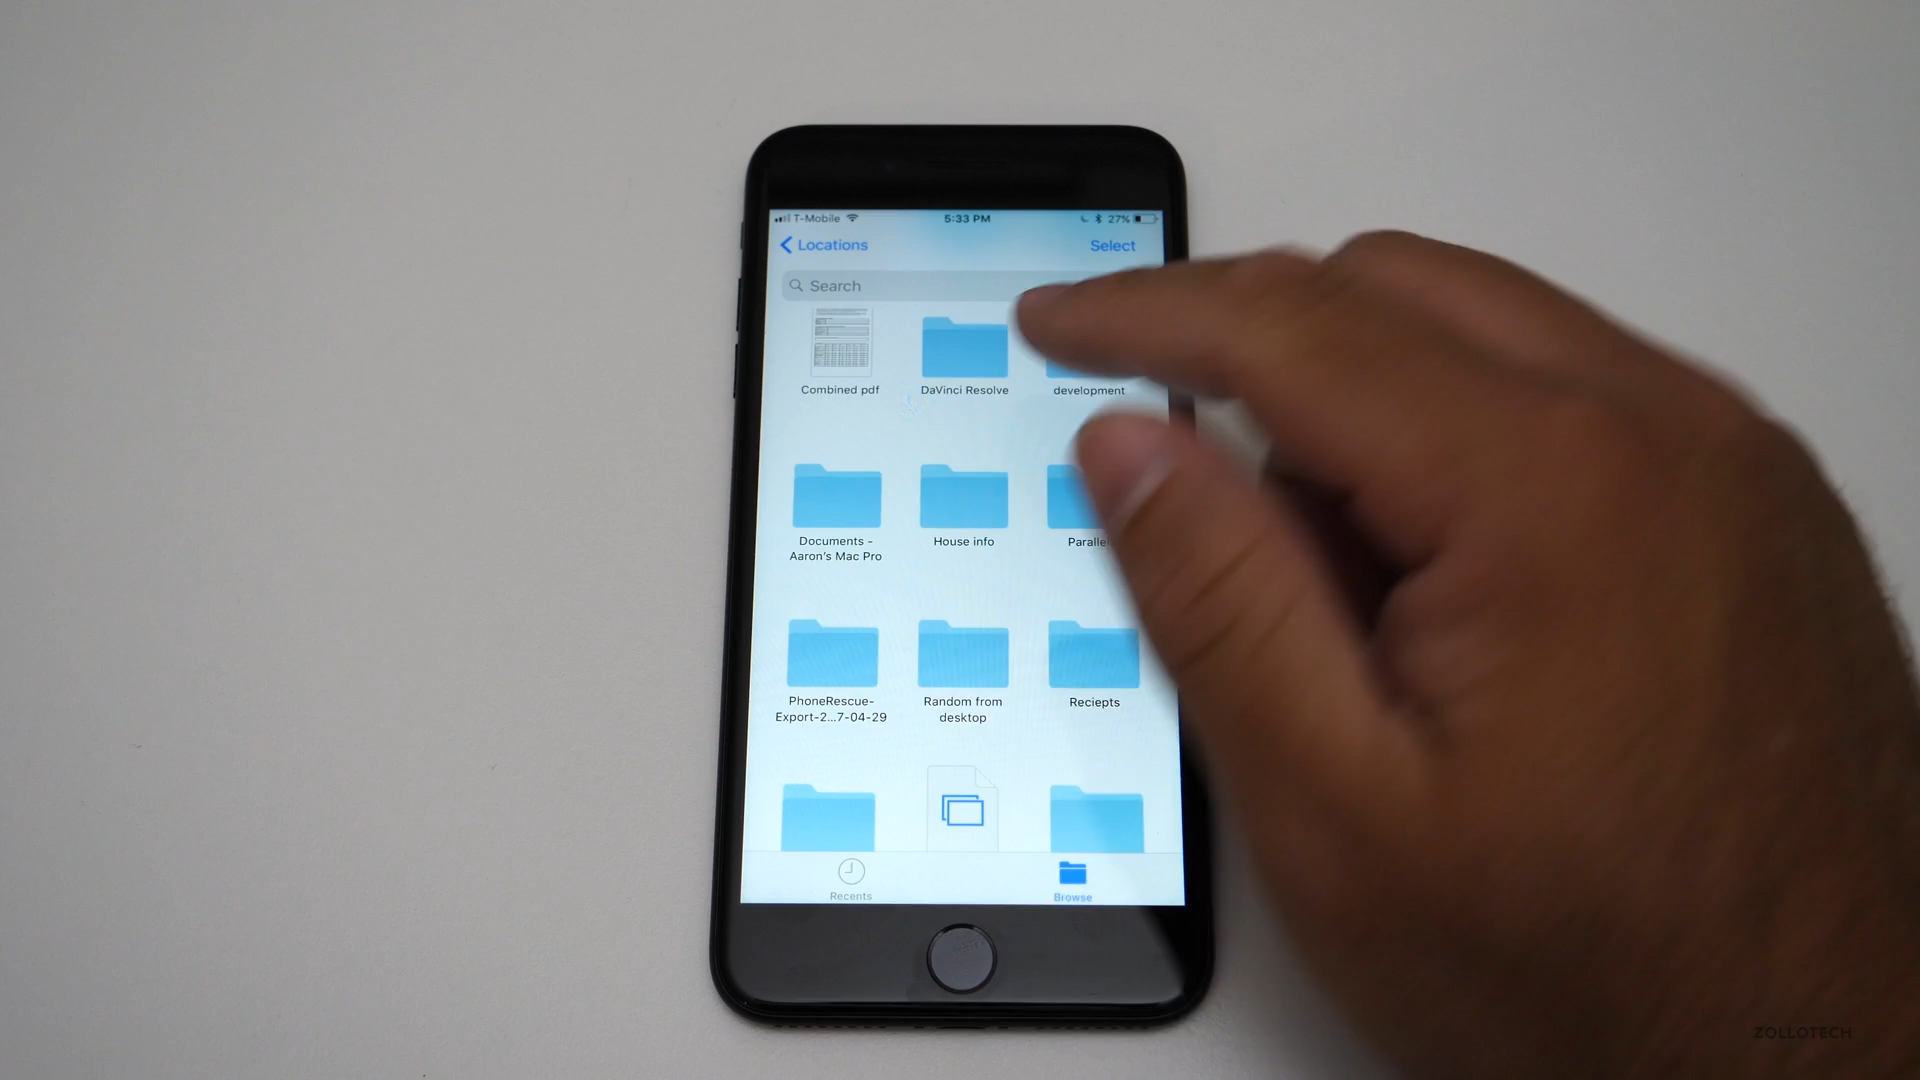 T-Mobile 5:33 PM 27%
Locations Select
Search
Combined pdf DaVinci Resolve development
Documents - House info Paralle
Aaron's Mac Pro
PhoneRescue- Random from Reciepts
Export-2...7-04-29 desktop
Recents Browse
ZOLLOTECH